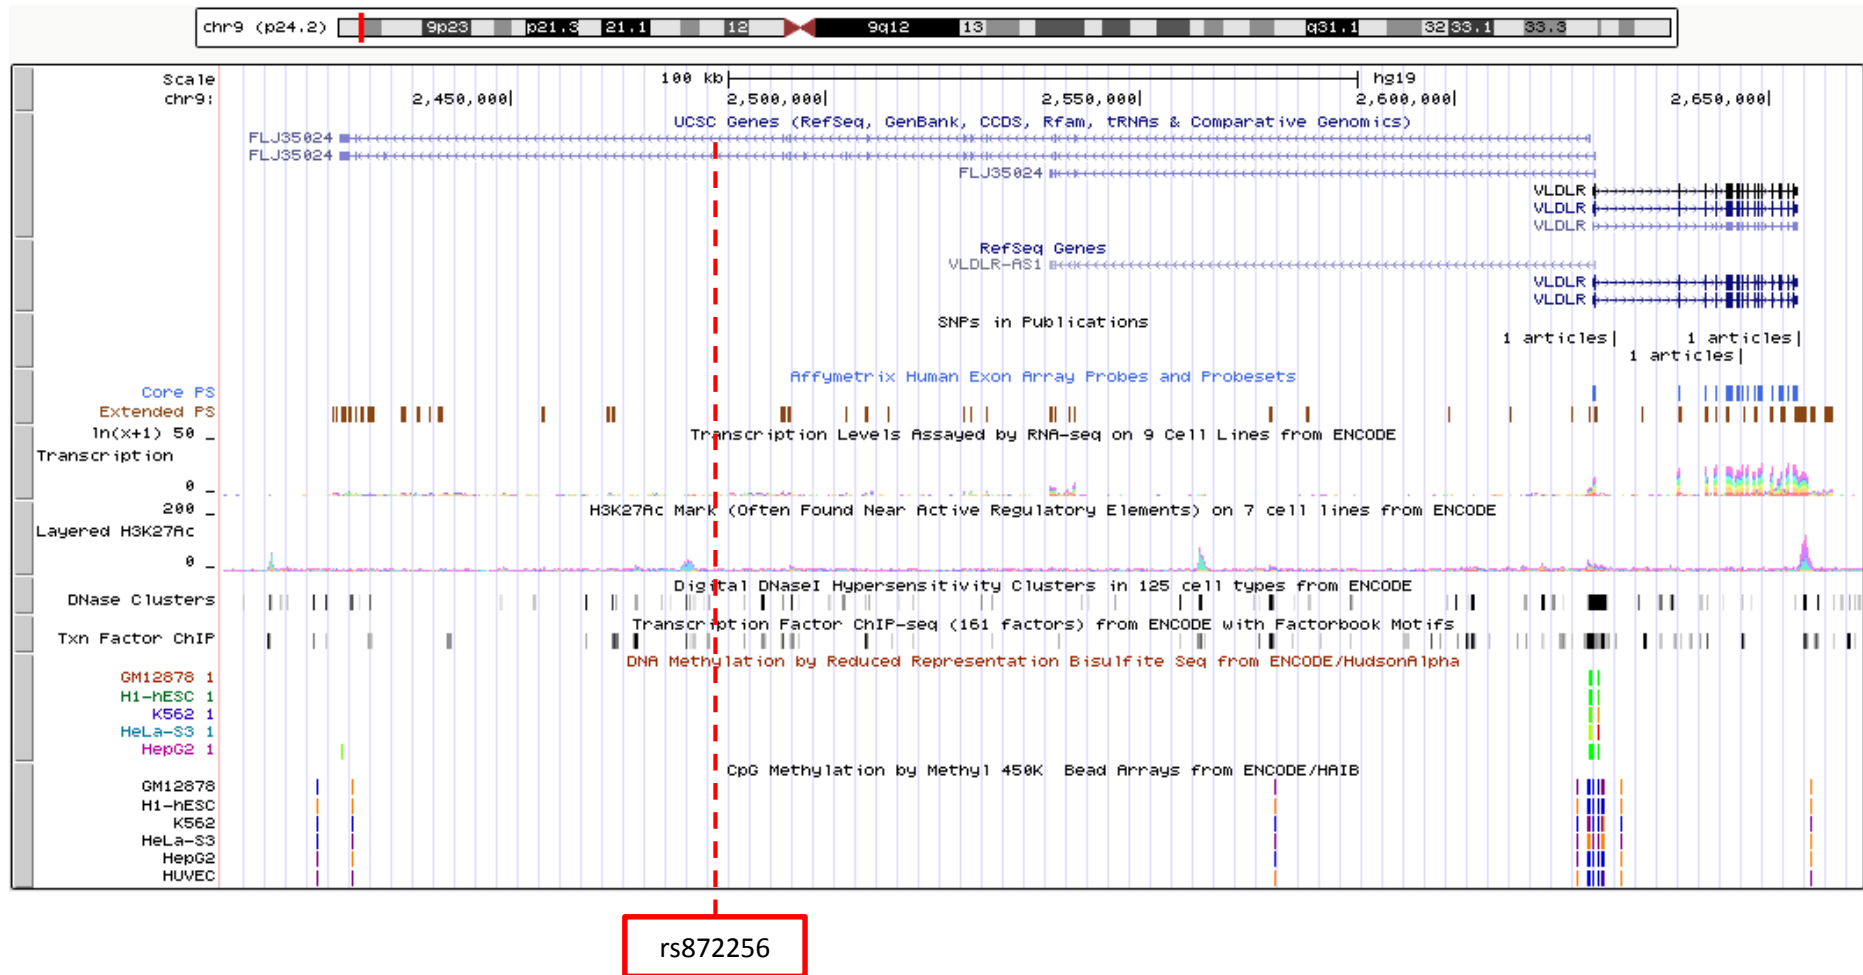 chr9 (p24.2) 9p23 p21.3 21.1 12 9q12 13 q31.1 32 33.1 33.3
Scale 100 kb hg19
chr9: 2,450,000| 2,500,000| 2,550,000| 2,600,000| 2,650,000|
UCSC Genes (RefSeq, GenBank, CCDS, Rfam, tRNAs & Comparative Genomics)
FLJ35024
FLJ35024
FLJ35024
VLDLR
VLDLR
VLDLR
RefSeq Genes
VLDLR-AS1
VLDLR
VLDLR
SNPs in Publications
1 articles| 1 articles|
1 articles|
Affymetrix Human Exon Array Probes and Probesets
Core PS
Extended PS
ln(x+1) 50 _
Transcription Levels Assayed by RNA-seq on 9 Cell Lines from ENCODE
Transcription
0 _
200 _
H3K27Ac Mark (Often Found Near Active Regulatory Elements) on 7 cell lines from ENCODE
Layered H3K27Ac
0 _
Digital DNaseI Hypersensitivity Clusters in 125 cell types from ENCODE
DNase Clusters
Transcription Factor ChIP-seq (161 factors) from ENCODE with Factorbook Motifs
Txn Factor ChIP
DNA Methylation by Reduced Representation Bisulfite Seq from ENCODE/HudsonAlpha
GM12878 1
H1-hESC 1
K562 1
HeLa-S3 1
HepG2 1
CpG Methylation by Methyl 450K Bead Arrays from ENCODE/HAIB
GM12878
H1-hESC
K562
HeLa-S3
HepG2
HUVEC
rs872256